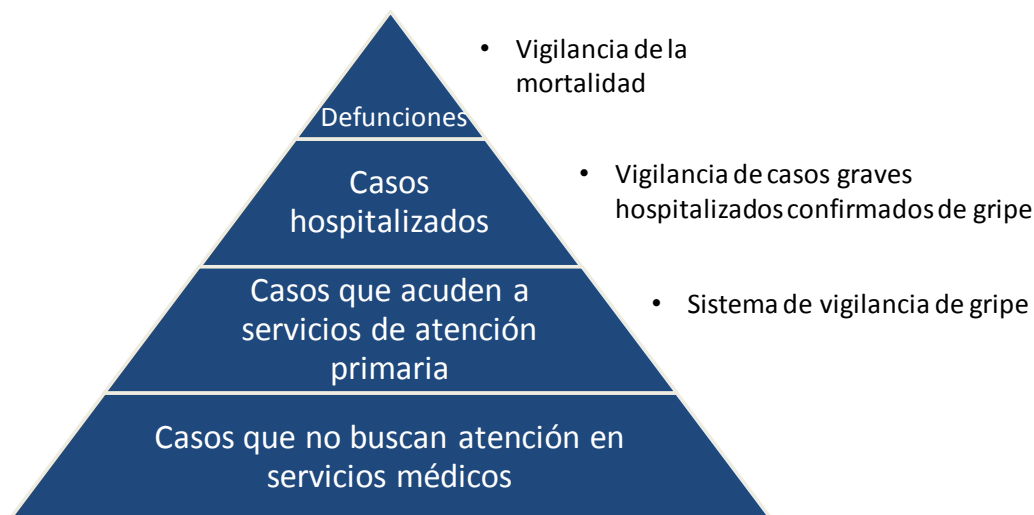 • Vigilancia de la
mortalidad
Defunciones
Casos
hospitalizados
• Vigilancia de casos graves
hospitalizados confirmados de gripe
Casos que acuden a
servicios de atención
primaria
• Sistema de vigilancia de gripe
Casos que no buscan atención en
servicios médicos